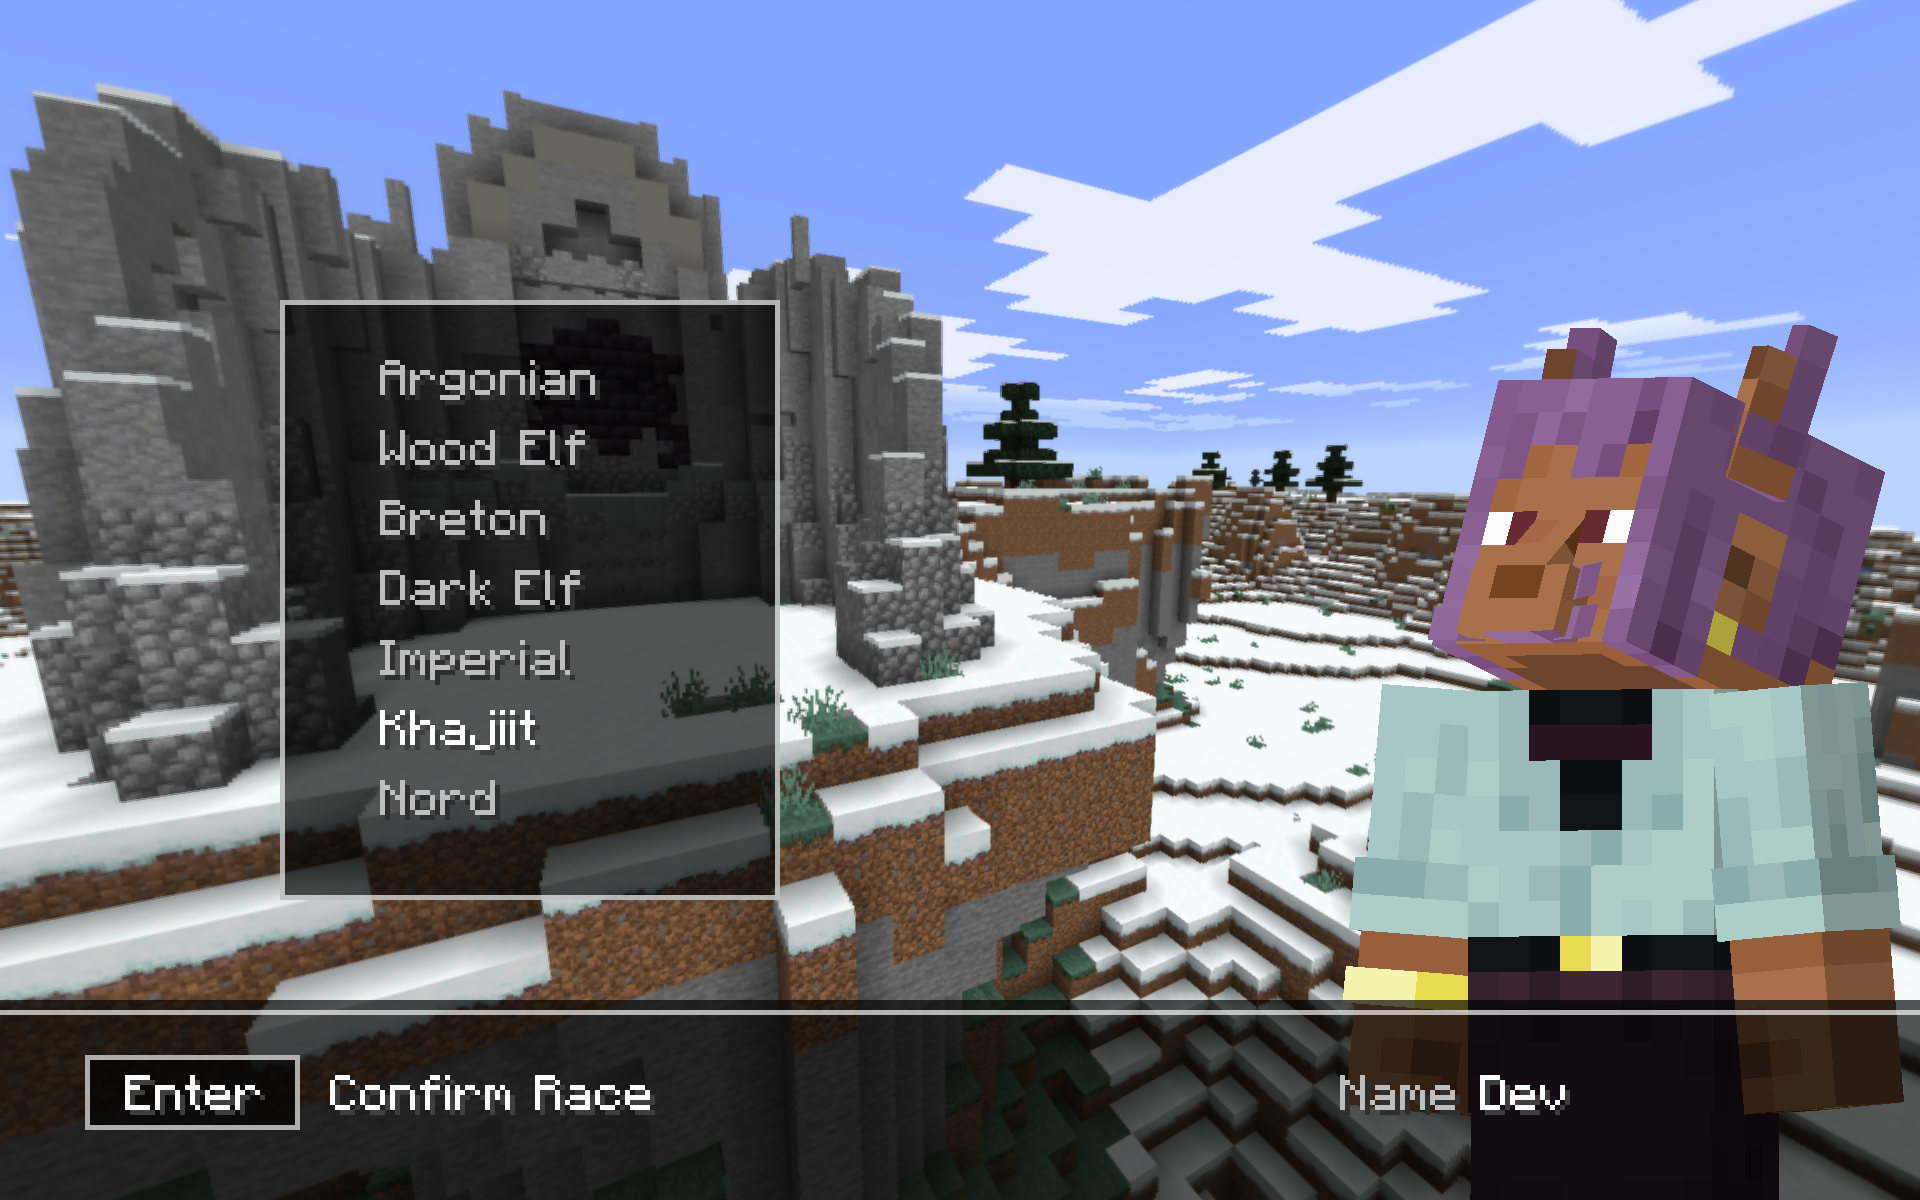 Argonian
Wood Elf
Breton
Dark Elf
Imperial
Khajiit
Nord
Enter Confirm Race
Name Dev